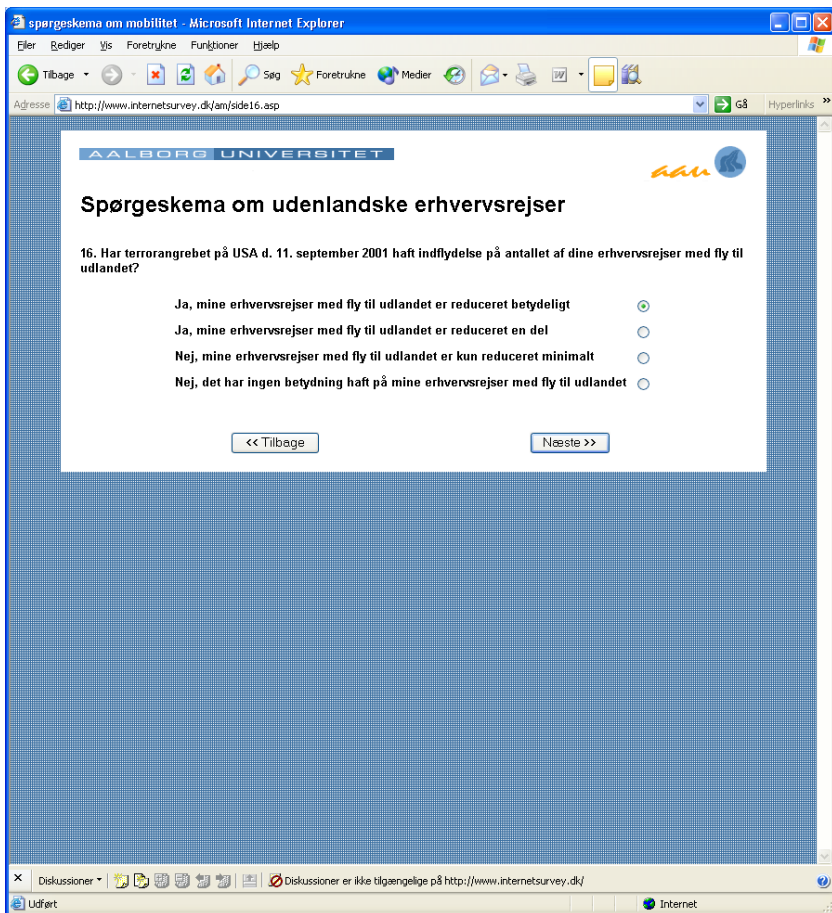 spørgeskema om mobilitet - Microsoft Internet Explorer
Filer Rediger Vis Foretrukne Funktioner Hjælp
Tilbage Søg Foretrukne Medier
Adresse http://www.internetsurvey.dk/am/side16.asp Gå Hyperlinks »
AALBORG UNIVERSITET
aau
Spørgeskema om udenlandske erhvervsrejser
16. Har terrorangrebet på USA d. 11. september 2001 haft indflydelse på antallet af dine erhvervsrejser med fly til
udlandet?
Ja, mine erhvervsrejser med fly til udlandet er reduceret betydeligt
Ja, mine erhvervsrejser med fly til udlandet er reduceret en del
Nej, mine erhvervsrejser med fly til udlandet er kun reduceret minimalt
Nej, det har ingen betydning haft på mine erhvervsrejser med fly til udlandet
<< Tilbage Næste >>
Diskussioner Diskussioner er ikke tilgængelige på http://www.internetsurvey.dk/
Udført Internet